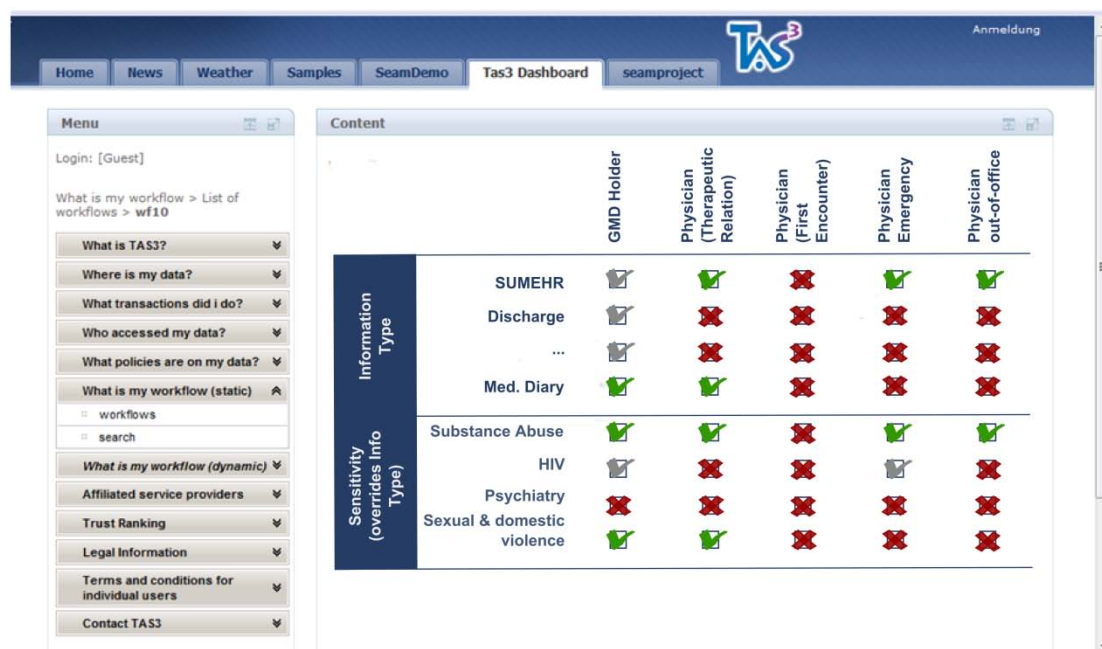 TAS3
Anmeldung
Home
News
Weather
Samples
SeamDemo
Tas3 Dashboard
seamproject
Menu
Login: [Guest]
What is my workflow > List of
workflows > wf10
What is TAS3?
Where is my data?
What transactions did i do?
Who accessed my data?
What policies are on my data?
What is my workflow (static)
workflows
search
What is my workflow (dynamic)
Affiliated service providers
Trust Ranking
Legal Information
Terms and conditions for
individual users
Contact TAS3
Content
GMD Holder
Physician
(Therapeutic
Relation)
Physician
(First
Encounter)
Physician
Emergency
Physician
out-of-office
Information
Type
SUMEHR
Discharge
...
Med. Diary
Sensitivity
(overrides Info
Type)
Substance Abuse
HIV
Psychiatry
Sexual & domestic
violence